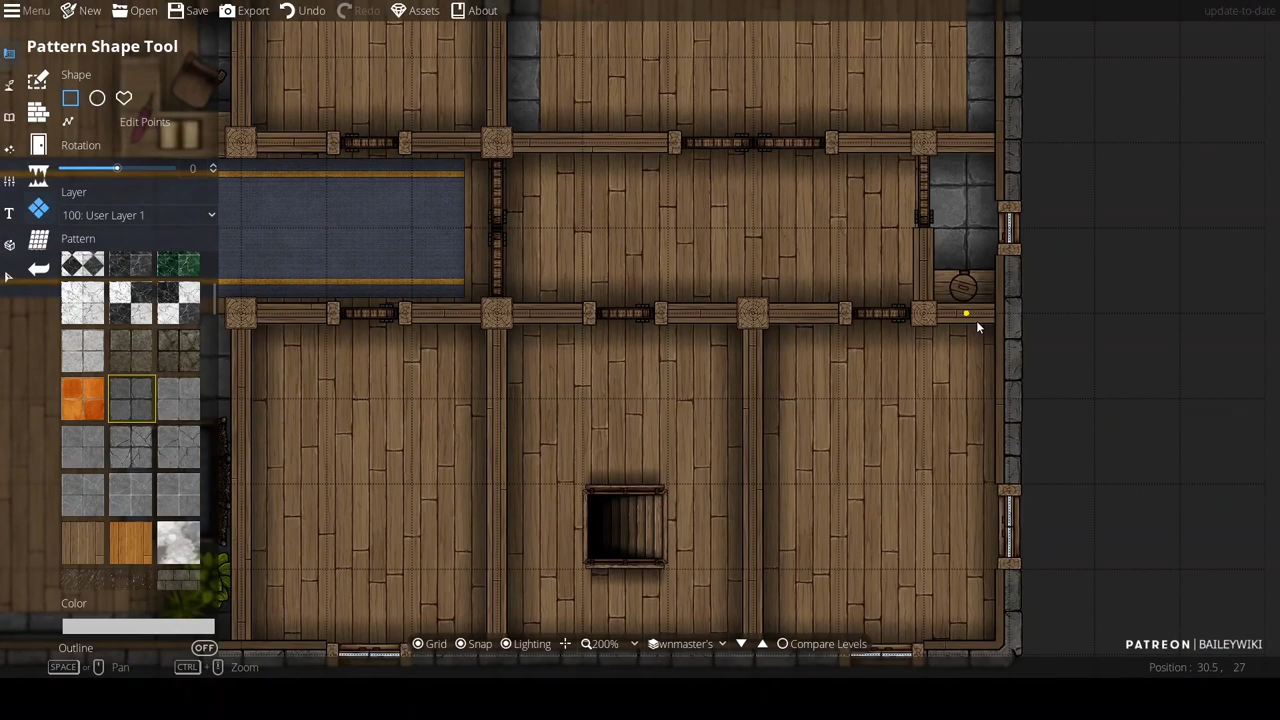 Menu New Open Save Export Undo Redo Assets About update-to-date
Pattern Shape Tool
Shape
Edit Points
Rotation
0
Layer
100: User Layer 1
Pattern
Color
Outline OFF
Grid Snap Lighting 200% wnmaster's Compare Levels
PATREON BAILEYWIKI
SPACE or Pan CTRL + Zoom
Position : 30.5, 27